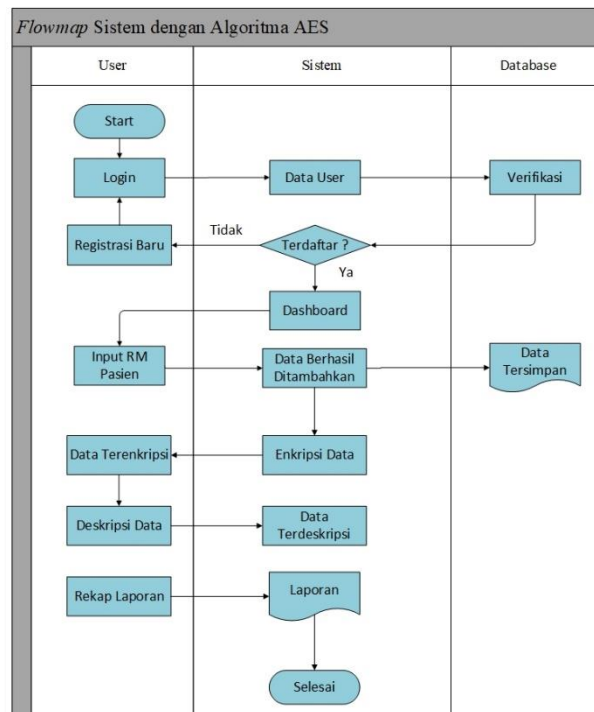 Flowmap Sistem dengan Algoritma AES
User
Sistem
Database
Start
Login
Data User
Verifikasi
Registrasi Baru
Tidak
Terdaftar ?
Ya
Dashboard
Input RM
Pasien
Data Berhasil
Ditambahkan
Data
Tersimpan
Data Terenkripsi
Enkripsi Data
Deskripsi Data
Data
Terdeskripsi
Rekap Laporan
Laporan
Selesai